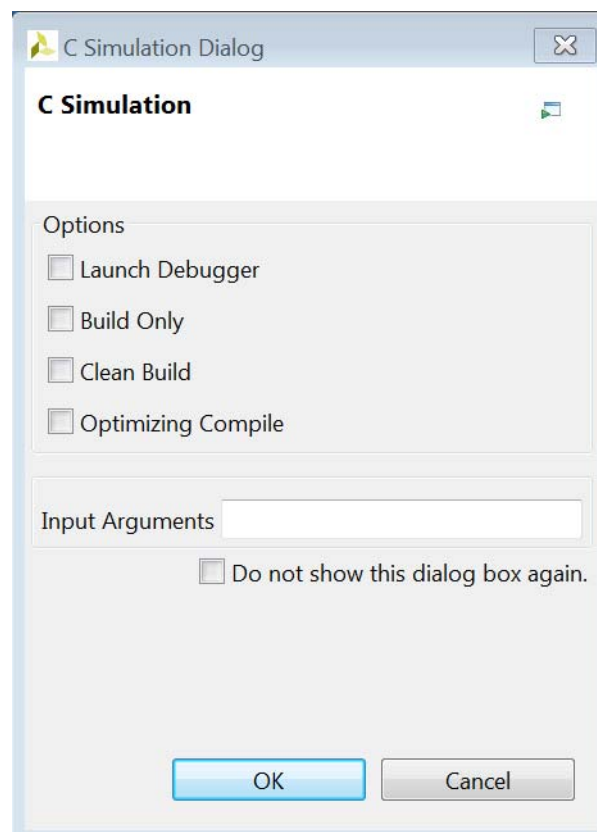 C Simulation Dialog
C Simulation
Options
Launch Debugger
Build Only
Clean Build
Optimizing Compile
Input Arguments
Do not show this dialog box again.
OK
Cancel